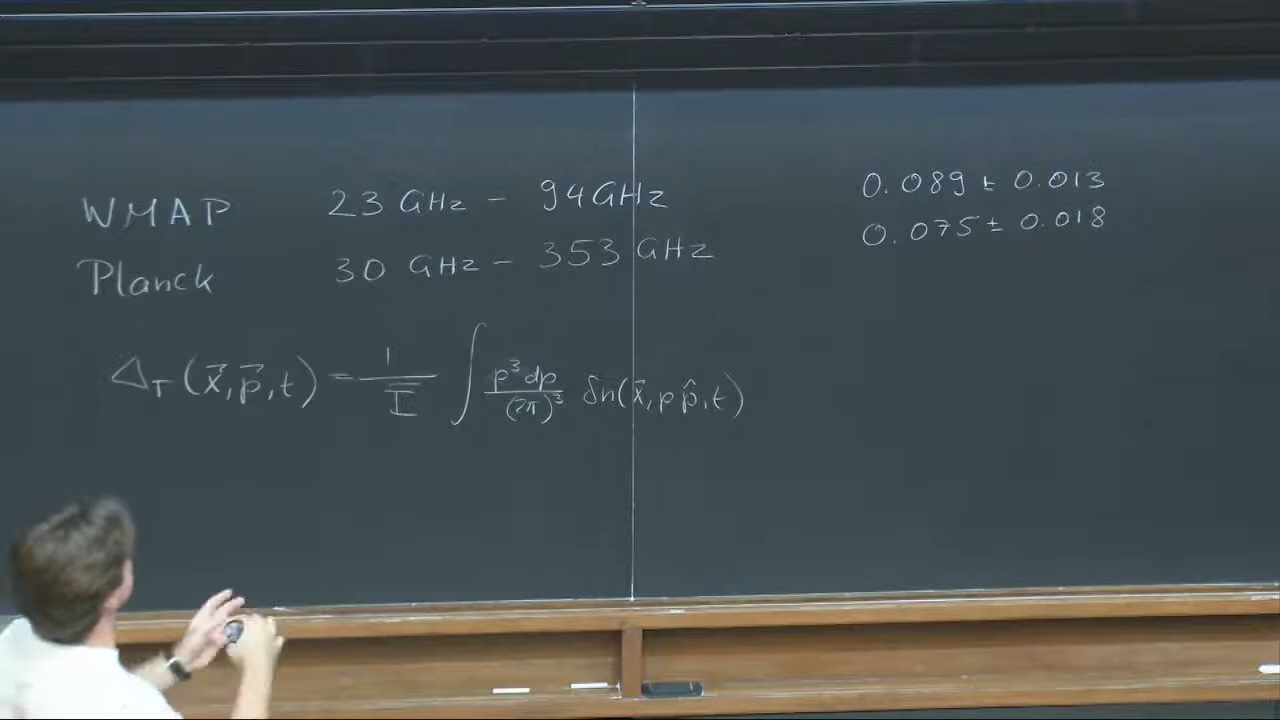 WMAP 23 GHz – 94 GHz 0.089 ± 0.013
Planck 30 GHz – 353 GHz 0.075 ± 0.018
Δ_T(x⃗, p⃗, t) = 1/Ī ∫ p³dp/(2π)³ δn(x⃗, p p̂, t)